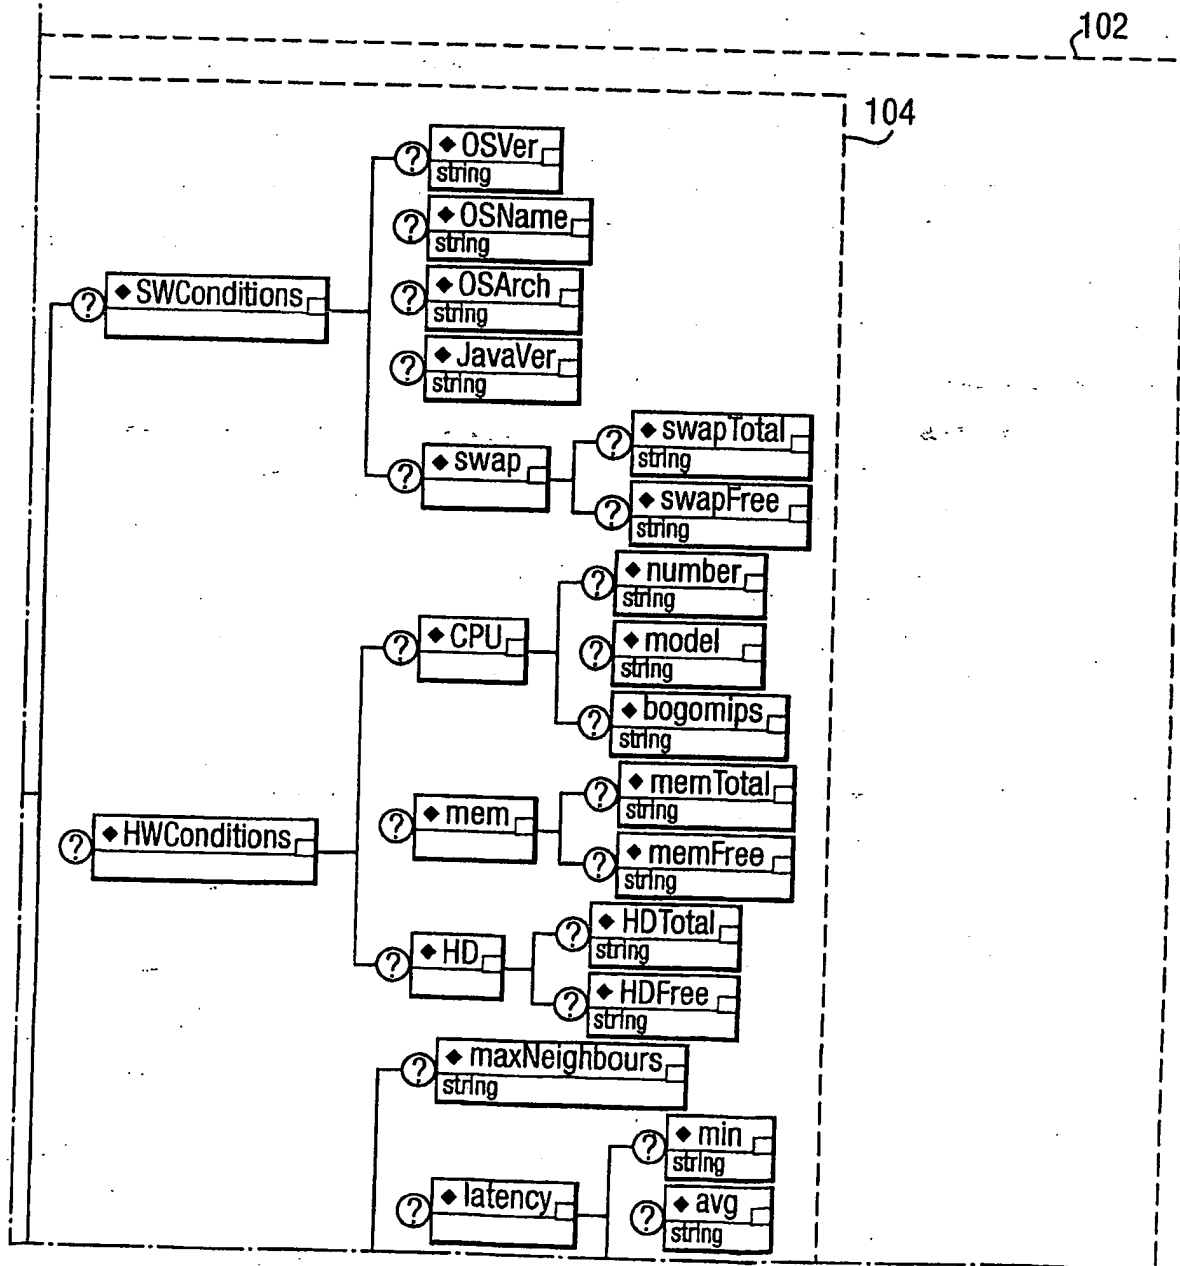 102
104
? ◆ OSVer
string
? ◆ OSName
string
? ◆ SWConditions
? ◆ OSArch
string
? ◆ JavaVer
string
? ◆ swap
? ◆ swapTotal
string
? ◆ swapFree
string
? ◆ CPU
? ◆ number
string
? ◆ model
string
? ◆ bogomips
string
? ◆ HWConditions
? ◆ mem
? ◆ memTotal
string
? ◆ memFree
string
? ◆ HD
? ◆ HDTotal
string
? ◆ HDFree
string
? ◆ maxNeighbours
string
? ◆ latency
? ◆ min
string
? ◆ avg
string